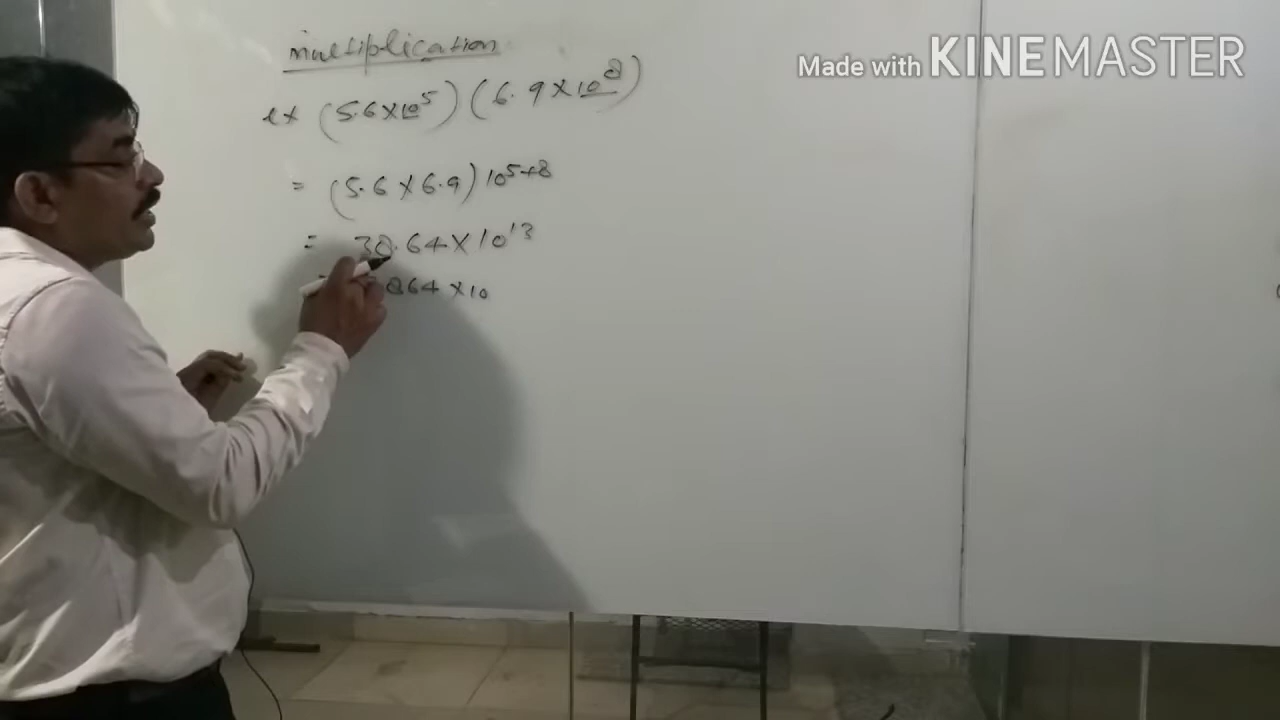 multiplication
Made with KINEMASTER
ex (5.6×10⁵) (6.9×10⁸)
= (5.6×6.9) 10⁵⁺⁸
= 38.64×10¹³
864 ×10